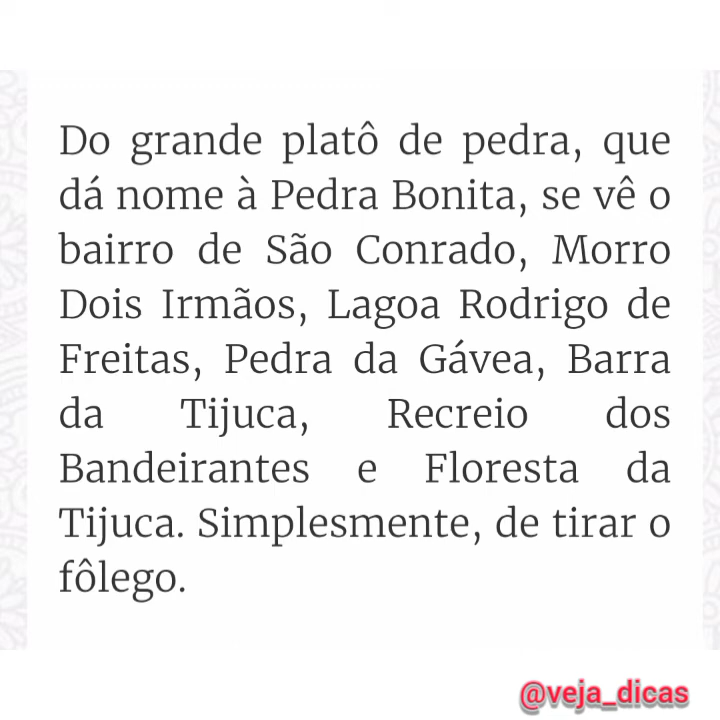 Do grande platô de pedra, que
dá nome à Pedra Bonita, se vê o
bairro de São Conrado, Morro
Dois Irmãos, Lagoa Rodrigo de
Freitas, Pedra da Gávea, Barra
da Tijuca, Recreio dos
Bandeirantes e Floresta da
Tijuca. Simplesmente, de tirar o
fôlego.
@veja_dicas